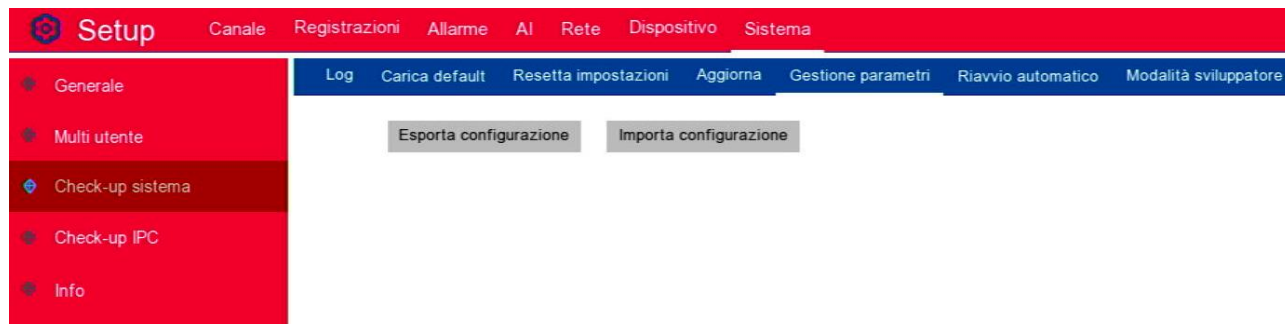 Setup Canale Registrazioni Allarme AI Rete Dispositivo Sistema
Log Carica default Resetta impostazioni Aggiorna Gestione parametri Riavvio automatico Modalità sviluppatore
Generale
Multi utente
Check-up sistema
Check-up IPC
Info
Esporta configurazione Importa configurazione